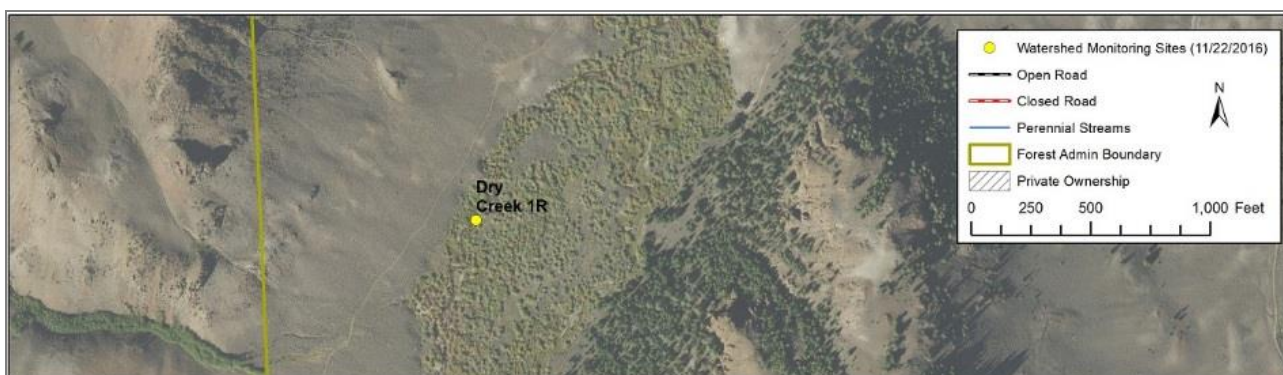 Dry
Creek 1R
Watershed Monitoring Sites (11/22/2016)
Open Road
Closed Road
Perennial Streams
Forest Admin Boundary
Private Ownership
N
0 250 500 1,000 Feet